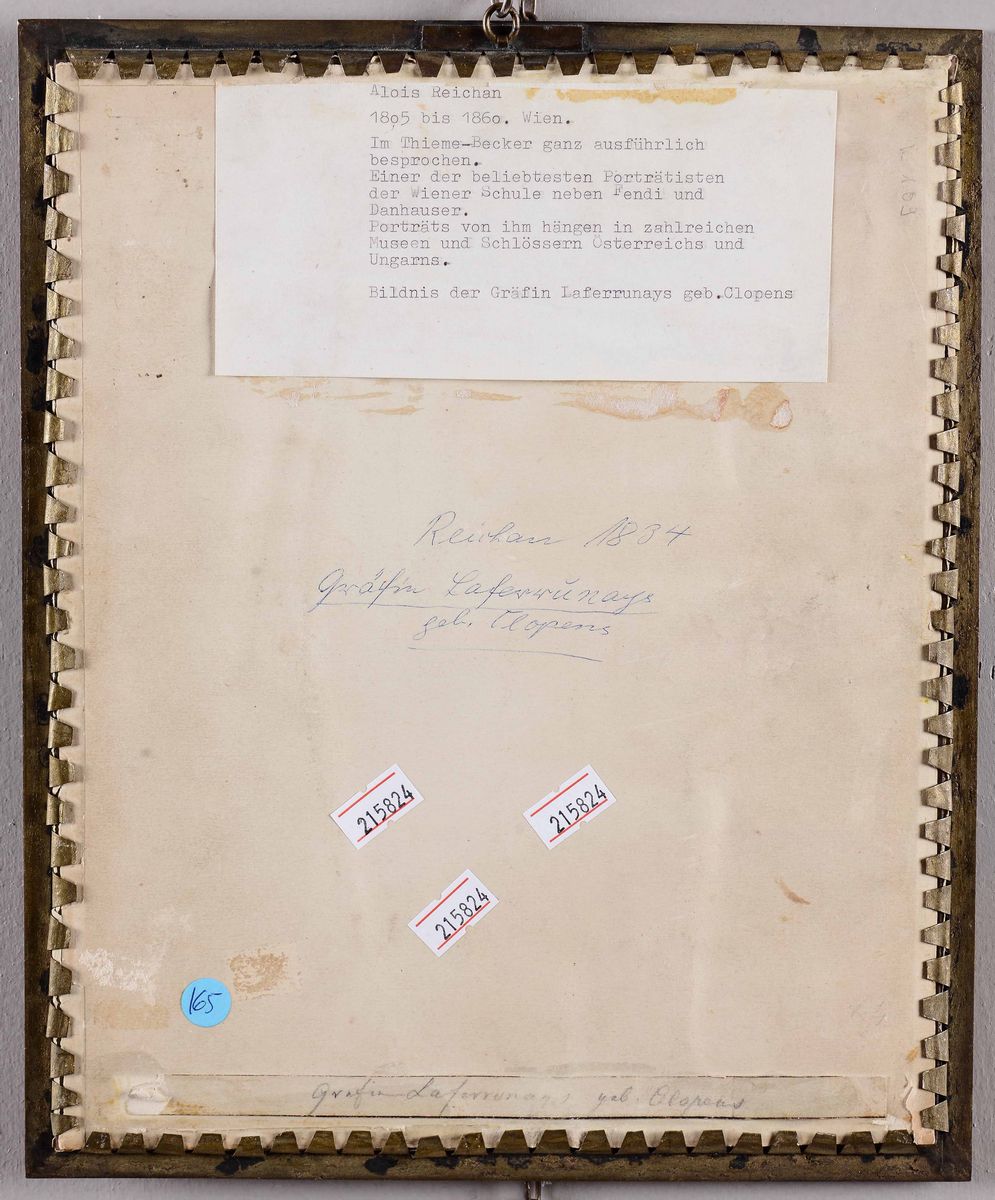 Alois Reichan
1805 bis 1860. Wien.
Im Thieme-Becker ganz ausführlich
besprochen.
Einer der beliebtesten Porträtisten
der Wiener Schule neben Fendi und
Danhauser.
Porträts von ihm hängen in zahlreichen
Museen und Schlössern Österreichs und
Ungarns.
Bildnis der Gräfin Laferrunays geb.Clopens
Reichan 1834
Gräfin Laferrŭnays
geb. Clopens
215824
215824
215824
165
Grafin Laferrunays geb. Clopens